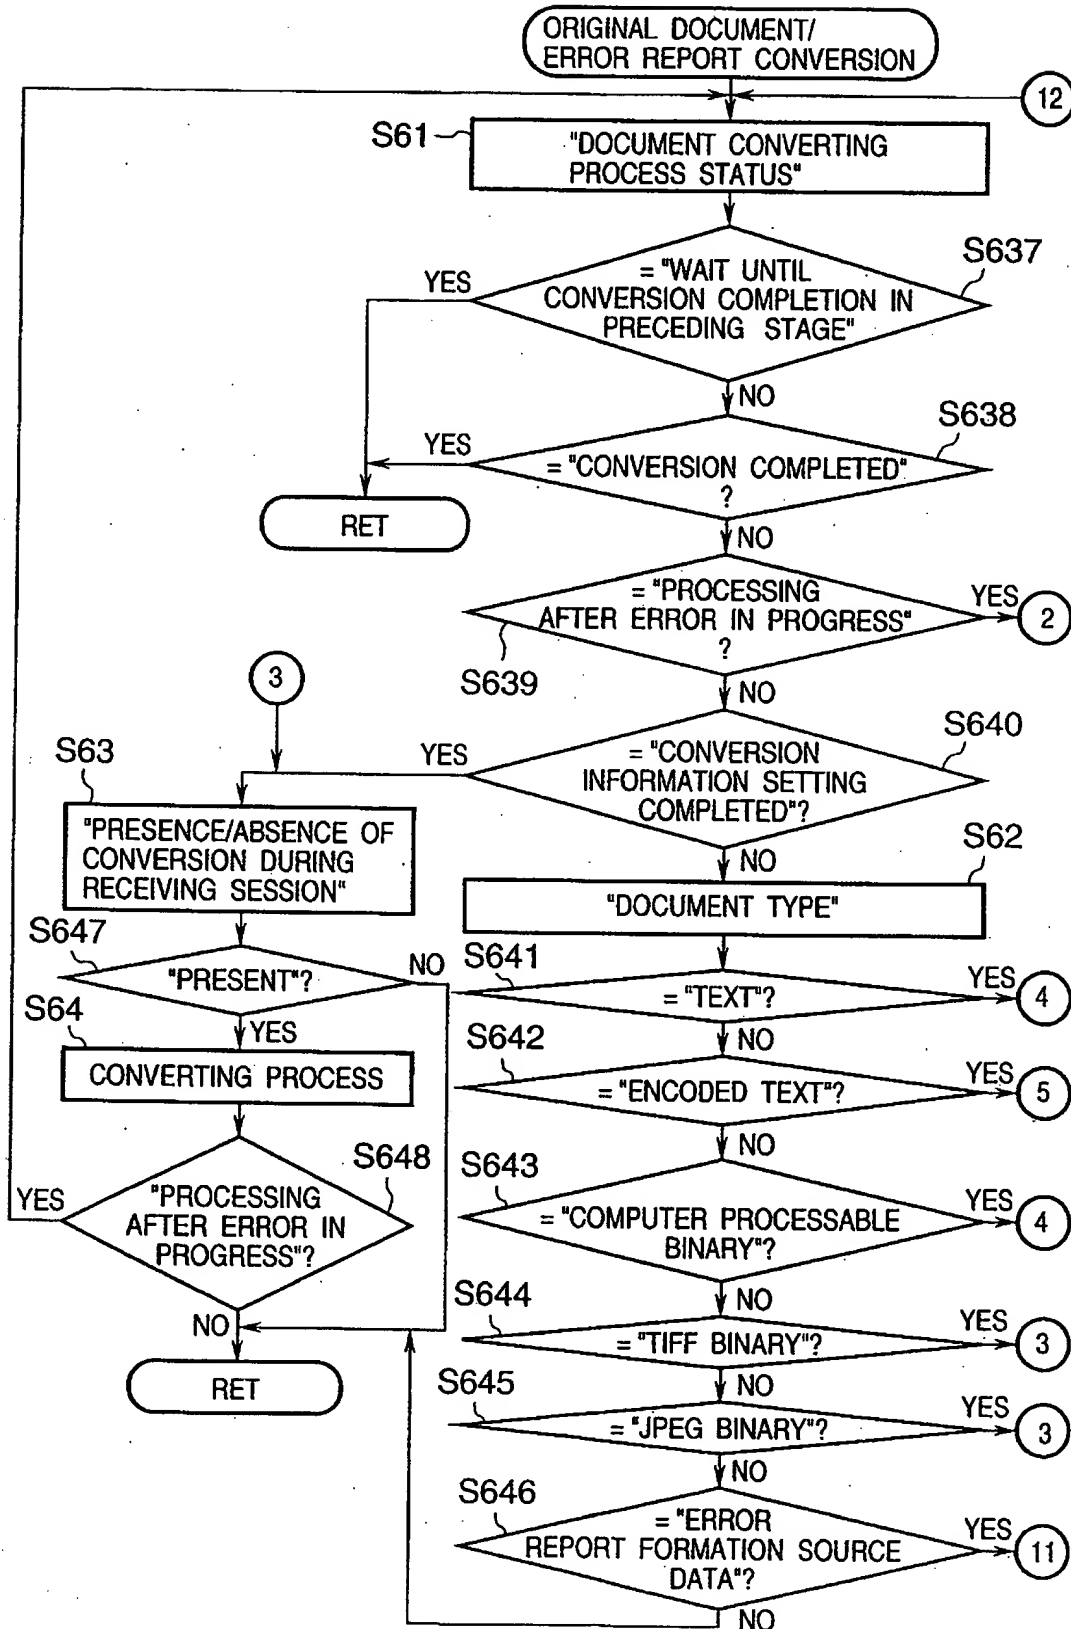 ORIGINAL DOCUMENT/
ERROR REPORT CONVERSION
12
S61
"DOCUMENT CONVERTING
PROCESS STATUS"
S637
YES
= "WAIT UNTIL
CONVERSION COMPLETION IN
PRECEDING STAGE"
NO
S638
YES
= "CONVERSION COMPLETED"
?
RET
NO
= "PROCESSING
AFTER ERROR IN PROGRESS"
?
YES
2
S639
NO
3
S640
YES
= "CONVERSION
INFORMATION SETTING
COMPLETED"?
S63
"PRESENCE/ABSENCE OF
CONVERSION DURING
RECEIVING SESSION"
NO
S62
"DOCUMENT TYPE"
S647
"PRESENT"?
NO
YES
S641
= "TEXT"?
YES
4
NO
S64
CONVERTING PROCESS
S642
= "ENCODED TEXT"?
YES
5
NO
S648
YES
"PROCESSING
AFTER ERROR IN
PROGRESS"?
NO
RET
S643
= "COMPUTER PROCESSABLE
BINARY"?
YES
4
NO
S644
= "TIFF BINARY"?
YES
3
NO
S645
= "JPEG BINARY"?
YES
3
NO
S646
= "ERROR
REPORT FORMATION SOURCE
DATA"?
YES
11
NO